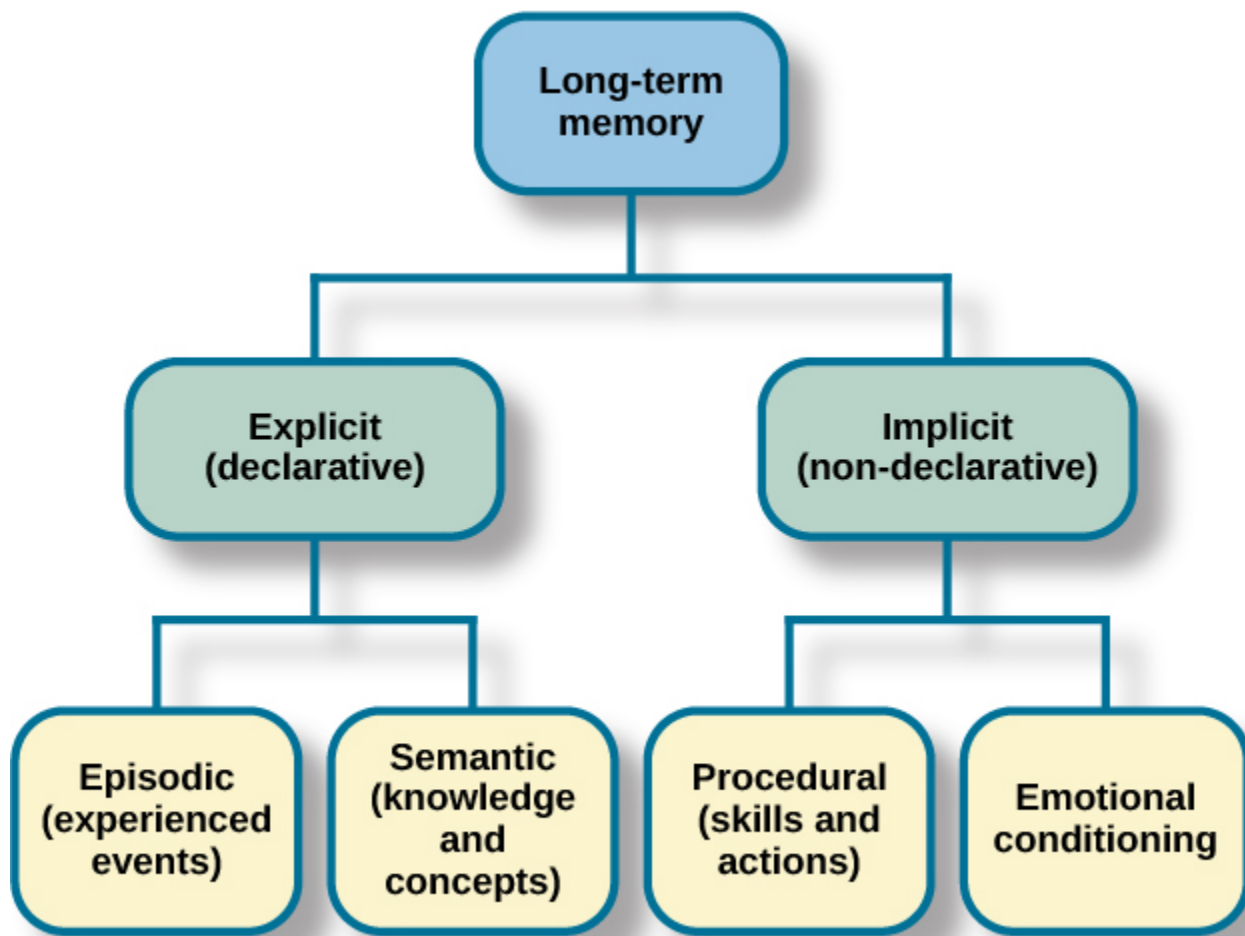 Long-term
memory
Explicit
(declarative)
Implicit
(non-declarative)
Episodic
(experienced
events)
Semantic
(knowledge
and
concepts)
Procedural
(skills and
actions)
Emotional
conditioning